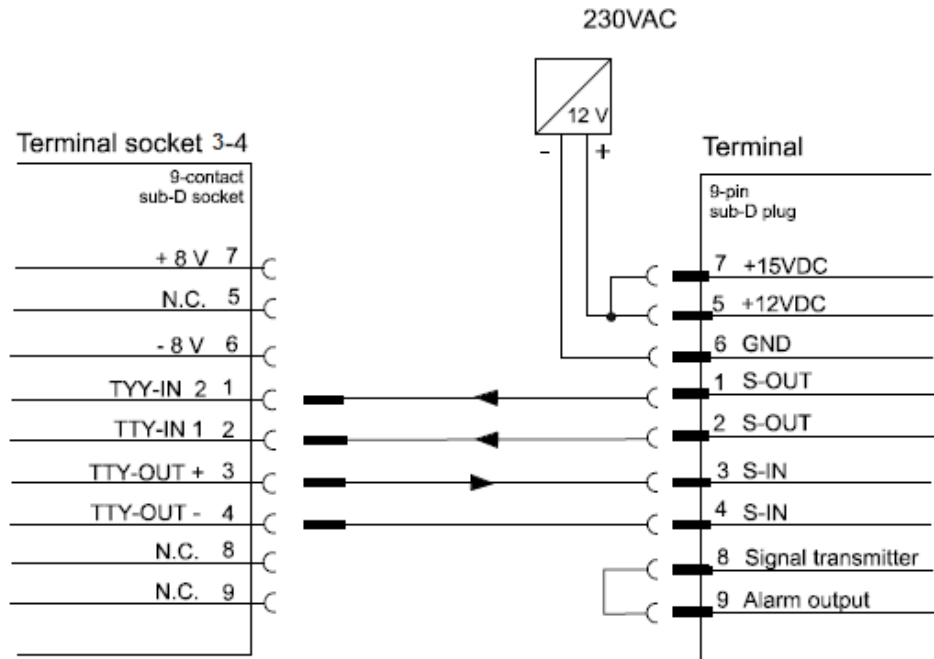 230VAC
12 V
- +
Terminal socket 3-4
9-contact
sub-D socket
+ 8 V 7
N.C. 5
- 8 V 6
TYY-IN 2 1
TTY-IN 1 2
TTY-OUT + 3
TTY-OUT - 4
N.C. 8
N.C. 9
Terminal
9-pin
sub-D plug
7 +15VDC
5 +12VDC
6 GND
1 S-OUT
2 S-OUT
3 S-IN
4 S-IN
8 Signal transmitter
9 Alarm output